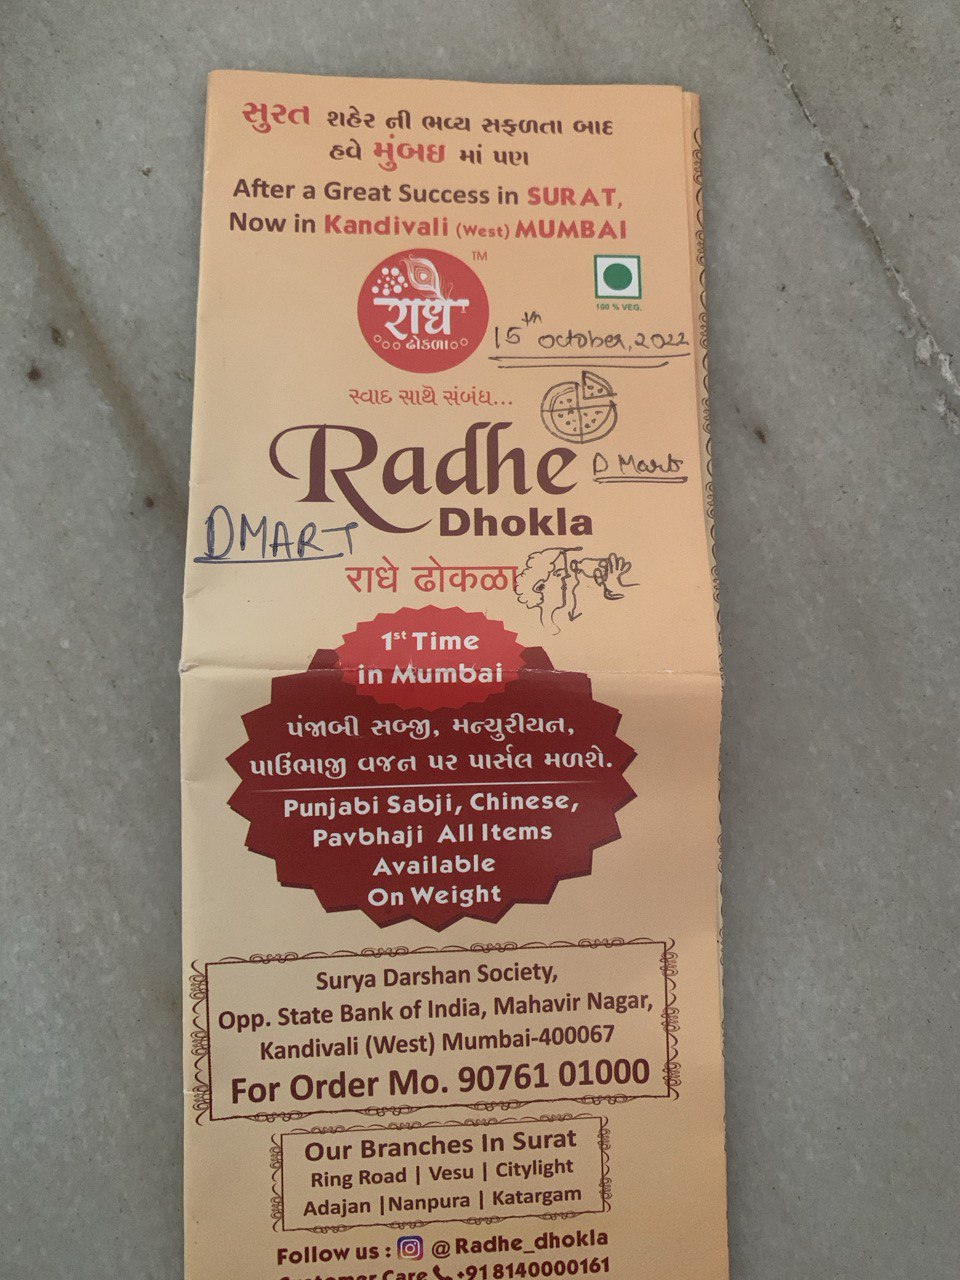 સુરત શહેર ની ભવ્ય સફળતા બાદ
હવે મુંબઇ માં પણ
After a Great Success in SURAT,
Now in Kandivali (West) MUMBAI
TM
રાધે
ઢોકળા
100 % VEG.
15th october, 2022
સ્વાદ સાથે સંબંધ...
Radhe
D Mart
Dhokla
DMART
राधे ढोकळा
1st Time
in Mumbai
પંજાબી સબ્જી, મન્ચુરીયન,
પાઉંભાજી વજન પર પાર્સલ મળશે.
Punjabi Sabji, Chinese,
Pavbhaji All Items
Available
On Weight
Surya Darshan Society,
Opp. State Bank of India, Mahavir Nagar,
Kandivali (West) Mumbai-400067
For Order Mo. 90761 01000
Our Branches In Surat
Ring Road | Vesu | Citylight
Adajan |Nanpura | Katargam
Follow us : @Radhe_dhokla
Customer Care +91 8140000161